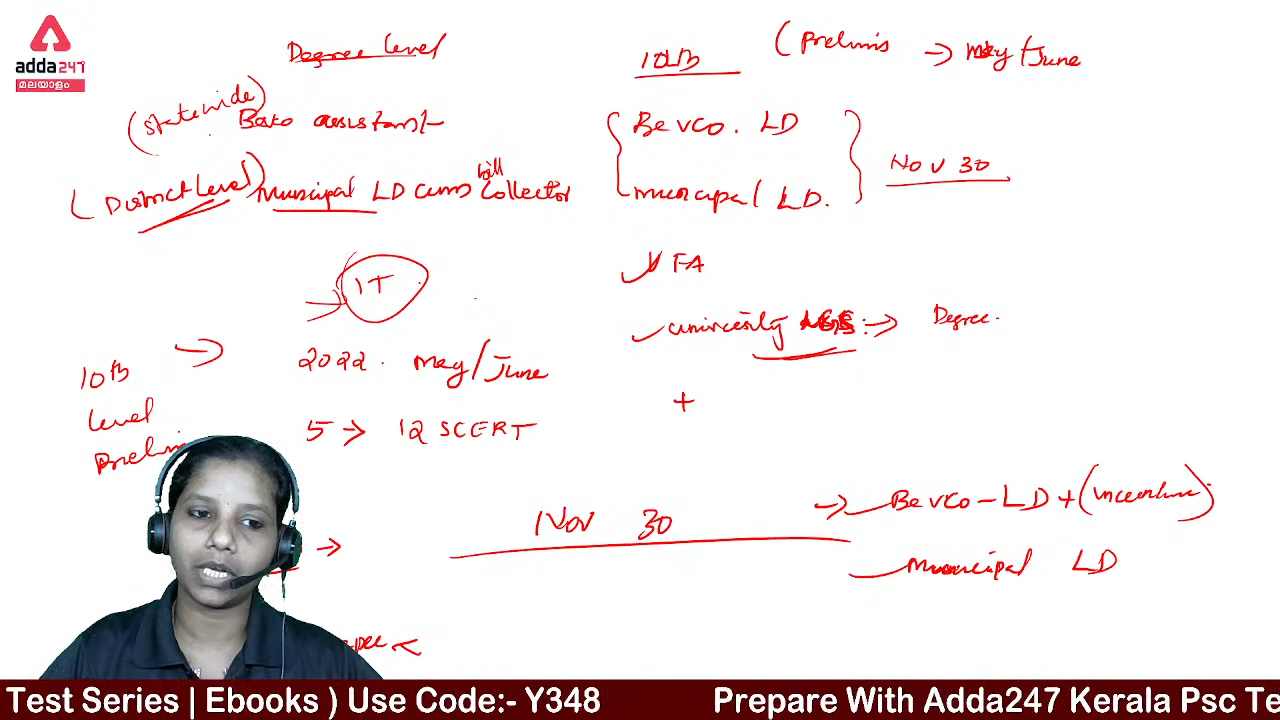 adda247
മലയാളം
Degree level
10th
(Prelims → May/June
(Statewide)
assistant
Bevco. LD
(District Level) Municipal LD cum bill collector
Municipal LD.
Nov 30
IT
VFA
university LGS → Degree.
10th → 2022. May/June
level
Prelim
5 → 12 SCERT
+
Nov 30
→ Bevco - LD + (incentive)
→
Municipal LD
Test Series | Ebooks ) Use Code:- Y348 Prepare With Adda247 Kerala Psc Te